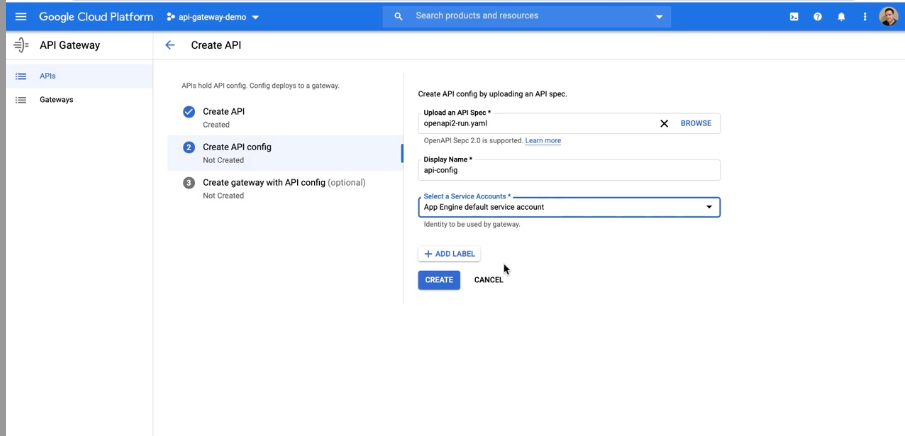 Google Cloud Platform
api-gateway-demo
Search products and resources
API Gateway
Create API
APIs
Gateways
APIs hold API config. Config deploys to a gateway.
Create API
Created
2
Create API config
Not Created
3
Create gateway with API config (optional)
Not Created
Create API config by uploading an API spec.
Upload an API Spec *
openapi2-run.yaml
BROWSE
OpenAPI Sepc 2.0 is supported. Learn more
Display Name *
api-config
Select a Service Accounts *
App Engine default service account
Identity to be used by gateway.
+ ADD LABEL
CREATE CANCEL